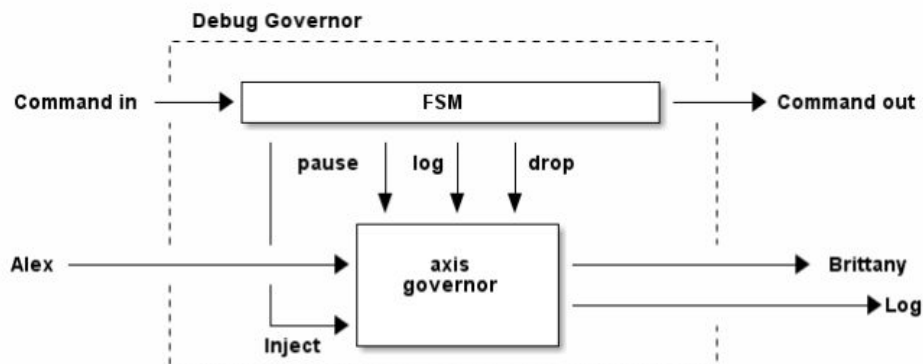 Debug Governor
Command in
FSM
Command out
pause
log
drop
Alex
axis
governor
Brittany
Log
Inject